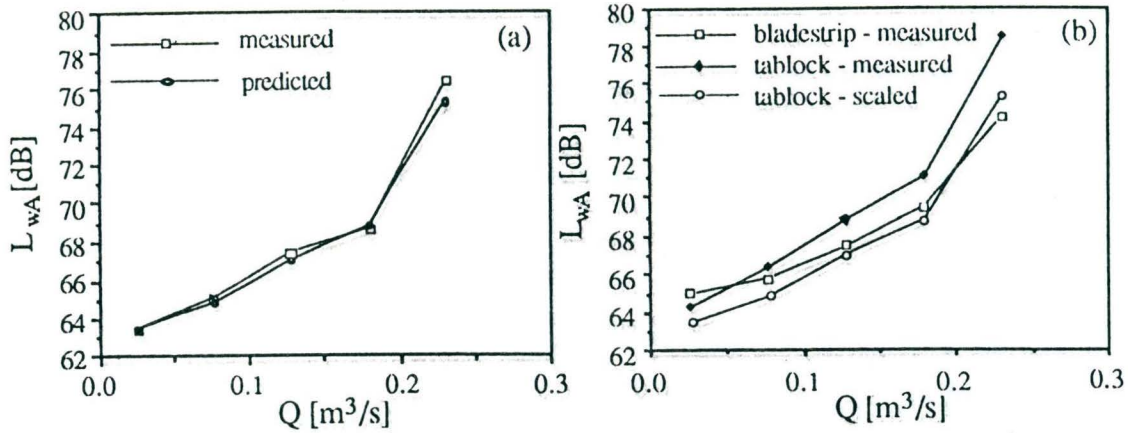 80
78
76
74
72
70
68
66
64
62
L wA [dB]
measured
predicted
(a)
0.0
0.1
0.2
0.3
Q [m³/s]
80
78
76
74
72
70
68
66
64
62
L wA [dB]
bladestrip - measured
tablock - measured
tablock - scaled
(b)
0.0
0.1
0.2
0.3
Q [m³/s]